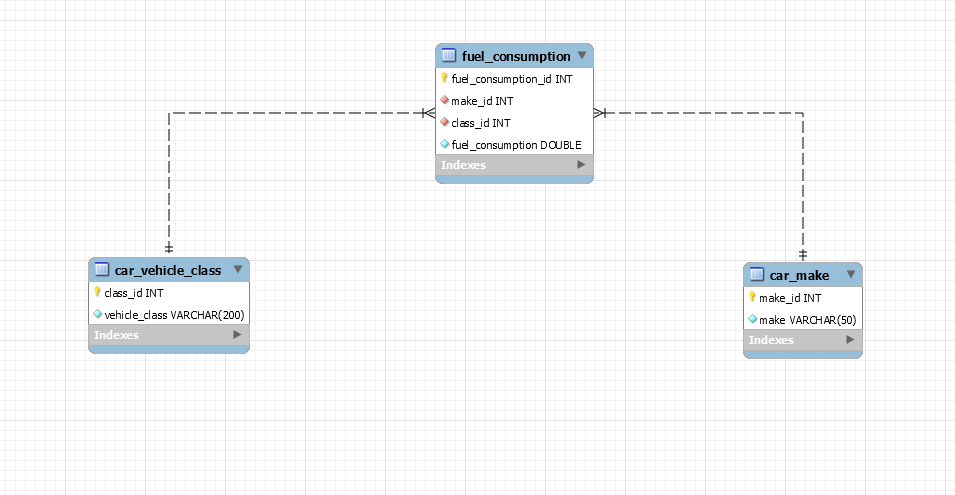 fuel_consumption
fuel_consumption_id INT
make_id INT
class_id INT
fuel_consumption DOUBLE
Indexes
car_vehicle_class
class_id INT
vehicle_class VARCHAR(200)
Indexes
car_make
make_id INT
make VARCHAR(50)
Indexes